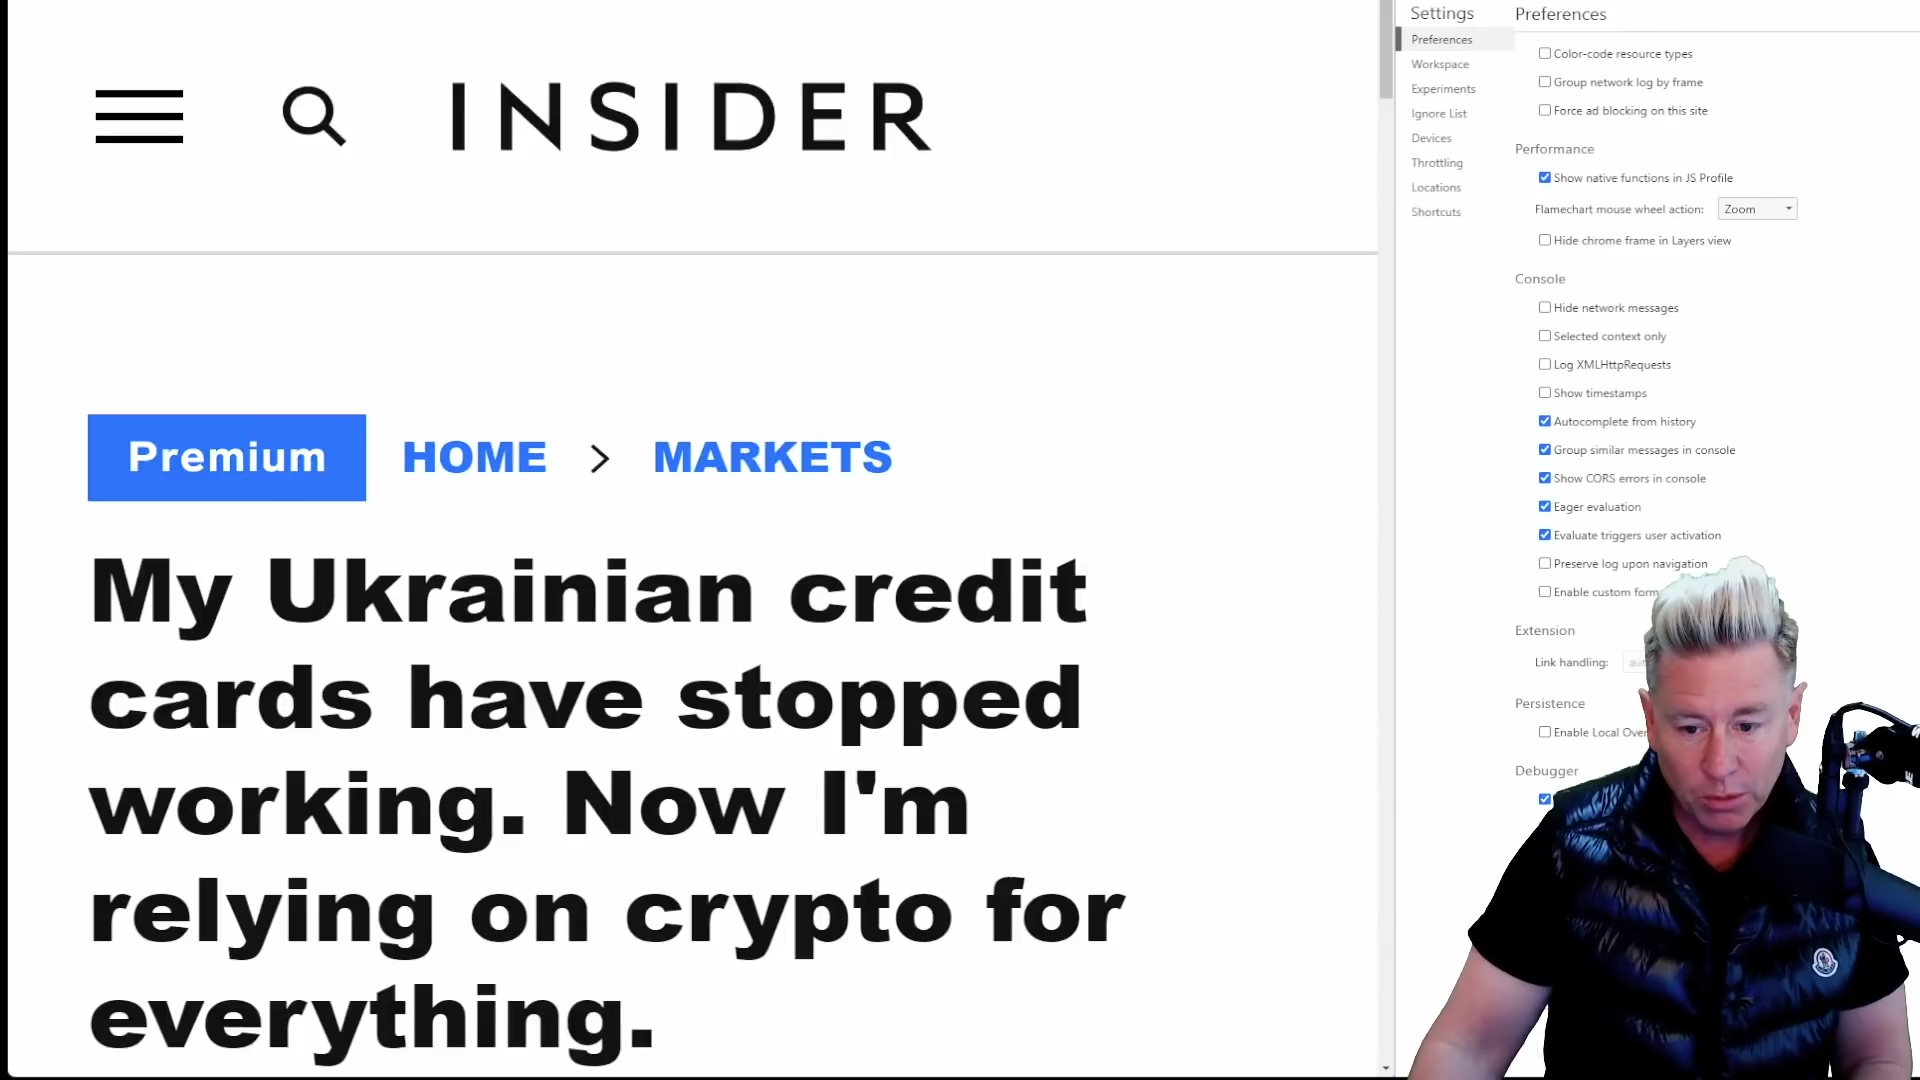 INSIDER
Premium HOME > MARKETS
My Ukrainian credit
cards have stopped
working. Now I'm
relying on crypto for
everything.
Settings
Preferences
Workspace
Experiments
Ignore List
Devices
Throttling
Locations
Shortcuts
Preferences
Color-code resource types
Group network log by frame
Force ad blocking on this site
Performance
Show native functions in JS Profile
Flamechart mouse wheel action: Zoom
Hide chrome frame in Layers view
Console
Hide network messages
Selected context only
Log XMLHttpRequests
Show timestamps
Autocomplete from history
Group similar messages in console
Show CORS errors in console
Eager evaluation
Evaluate triggers user activation
Preserve log upon navigation
Enable custom form
Extension
Link handling:
Persistence
Enable Local Over
Debugger